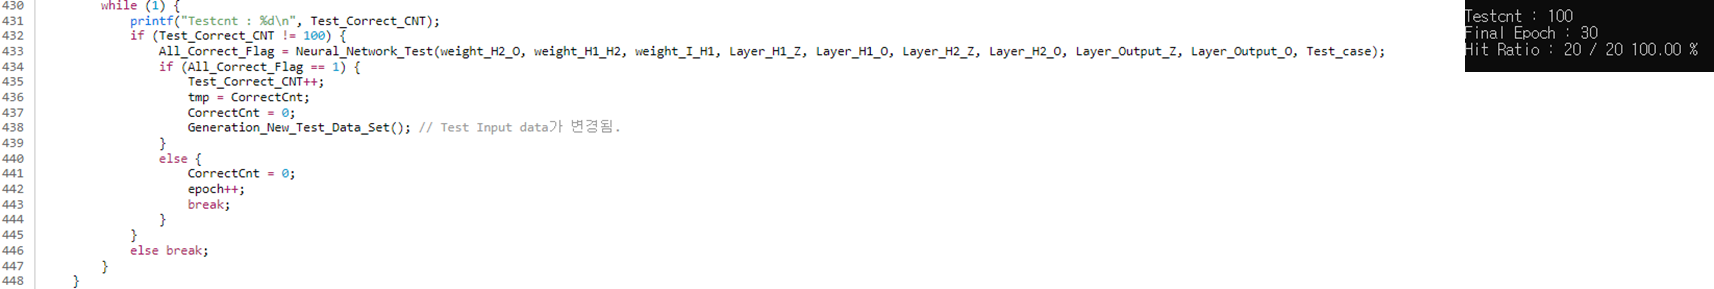 430 while (1) {
431 printf("Testcnt : %d\n", Test_Correct_CNT);
432 if (Test_Correct_CNT != 100) {
433 All_Correct_Flag = Neural_Network_Test(weight_H2_O, weight_H1_H2, weight_I_H1, Layer_H1_Z, Layer_H1_O, Layer_H2_Z, Layer_H2_O, Layer_Output_Z, Layer_Output_O, Test_case);
434 if (All_Correct_Flag == 1) {
435 Test_Correct_CNT++;
436 tmp = CorrectCnt;
437 CorrectCnt = 0;
438 Generation_New_Test_Data_Set(); // Test Input data가 변경됨.
439 }
440 else {
441 CorrectCnt = 0;
442 epoch++;
443 break;
444 }
445 }
446 else break;
447 }
448 }
Testcnt : 100
Final Epoch : 30
Hit Ratio : 20 / 20 100.00 %